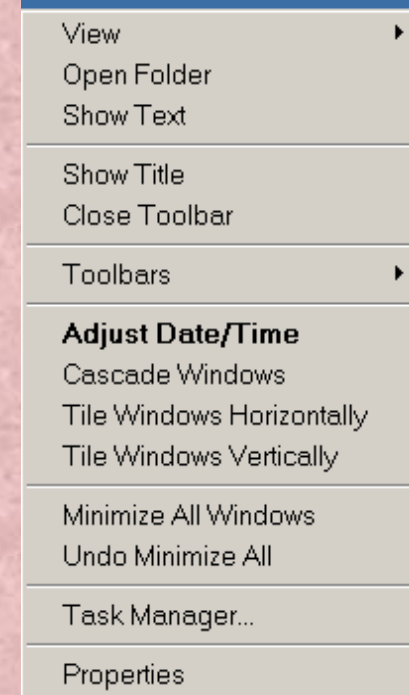 View
Open Folder
Show Text
Show Title
Close Toolbar
Toolbars
Adjust Date/Time
Cascade Windows
Tile Windows Horizontally
Tile Windows Vertically
Minimize All Windows
Undo Minimize All
Task Manager...
Properties